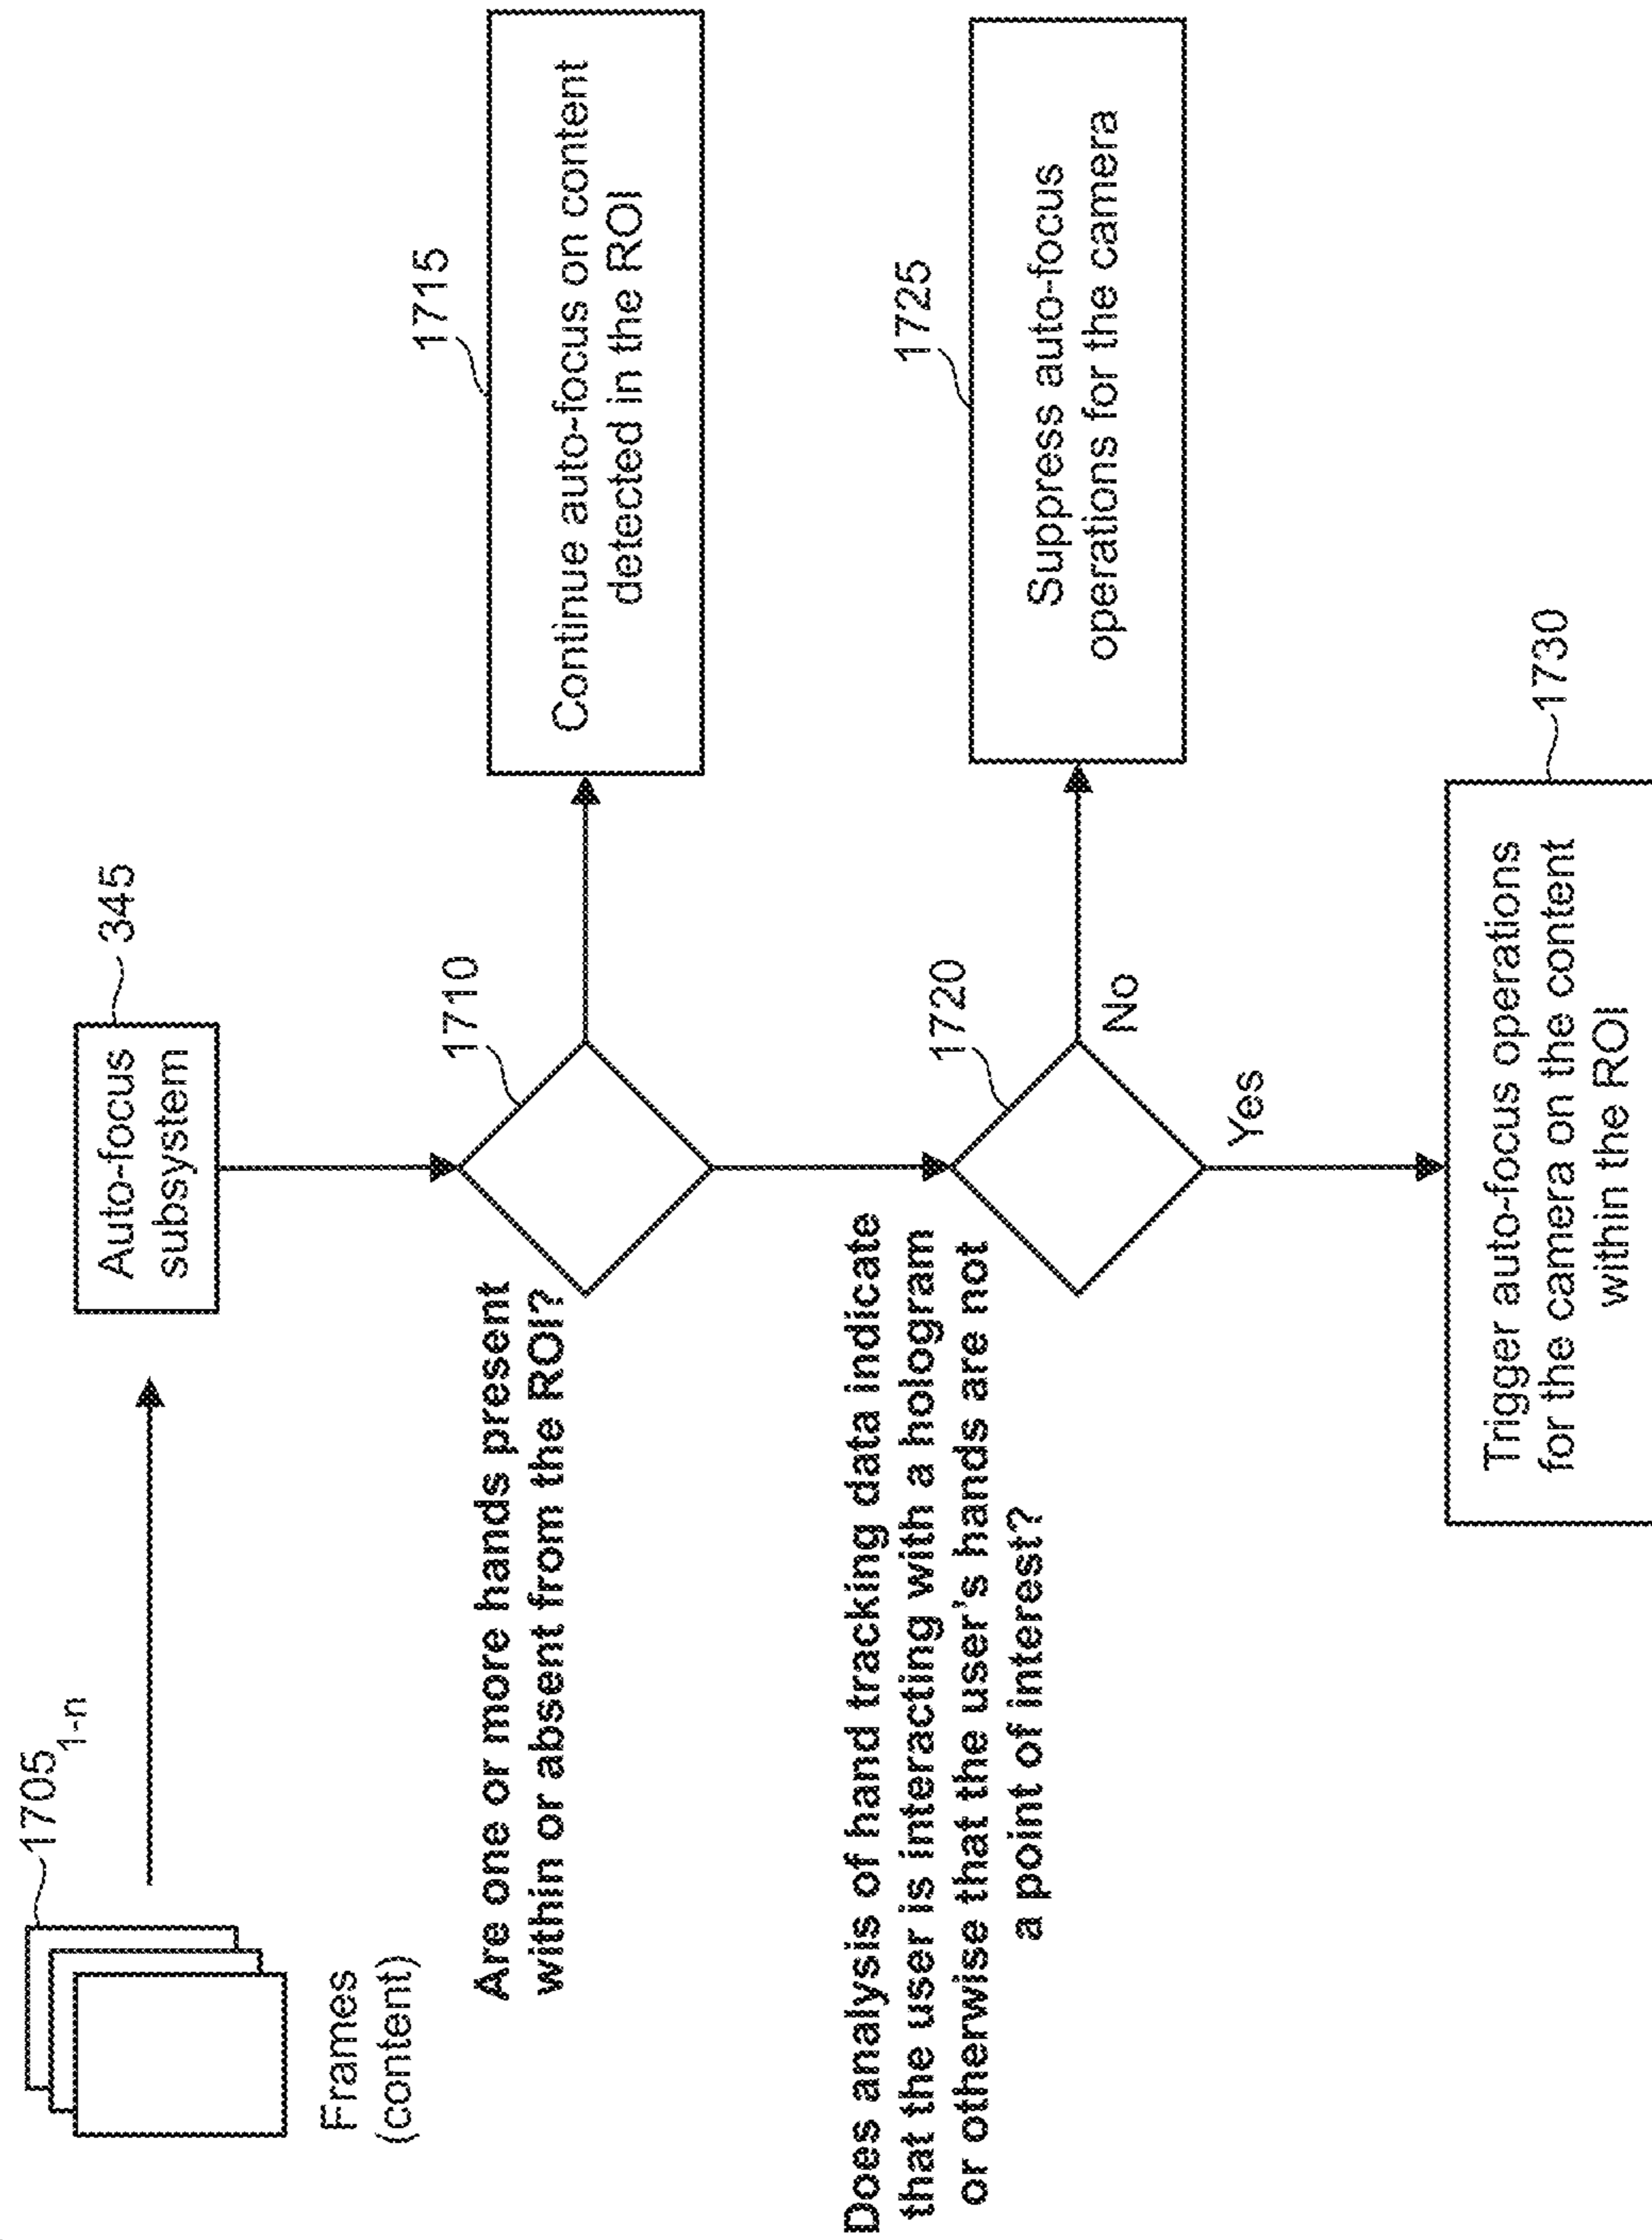 1705 1-n
Frames
(content)
Auto-focus
subsystem
345
Are one or more hands present
within or absent from the ROI?
1710
Continue auto-focus on content
detected in the ROI
1715
Does analysis of hand tracking data indicate
that the user is interacting with a hologram
or otherwise that the user's hands are not
a point of interest?
1720
No
Yes
Suppress auto-focus
operations for the camera
1725
Trigger auto-focus operations
for the camera on the content
within the ROI
1730